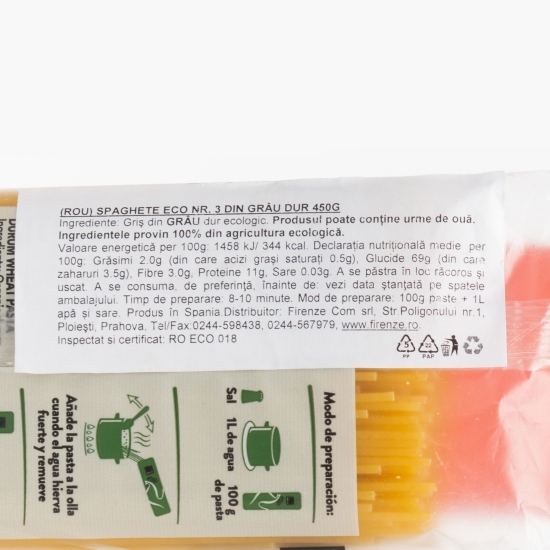 (ROU) SPAGHETE ECO NR. 3 DIN GRÂU DUR 450G
Ingrediente: Griș din GRÂU dur ecologic. Produsul poate conține urme de ouă.
Ingredientele provin 100% din agricultura ecologică.
Valoare energetică per 100g: 1458 kJ/ 344 kcal. Declarația nutrițională medie per
100g: Grăsimi 2.0g (din care acizi grași saturați 0.5g), Glucide 69g (din care
zaharuri 3.5g), Fibre 3.0g, Proteine 11g, Sare 0.03g. A se păstra în loc răcoros și
uscat. A se consuma, de preferință, înainte de: vezi data ștanțată pe spatele
ambalajului. Timp de preparare: 8-10 minute. Mod de preparare: 100g paste + 1L
apă și sare. Produs în Spania.Distribuitor: Firenze Com srl, Str.Poligonului nr.1,
Ploiești, Prahova, Tel/Fax:0244-598438, 0244-567979, www.firenze.ro.
Inspectat si certificat: RO ECO 018
5
PP
22
PAP
DURUM WHEAT PASTA
Modo de preparación:
Sal
1L de agua
100 g
de pasta
Añade la pasta a la olla
cuando el agua hierva
fuerte y remueve